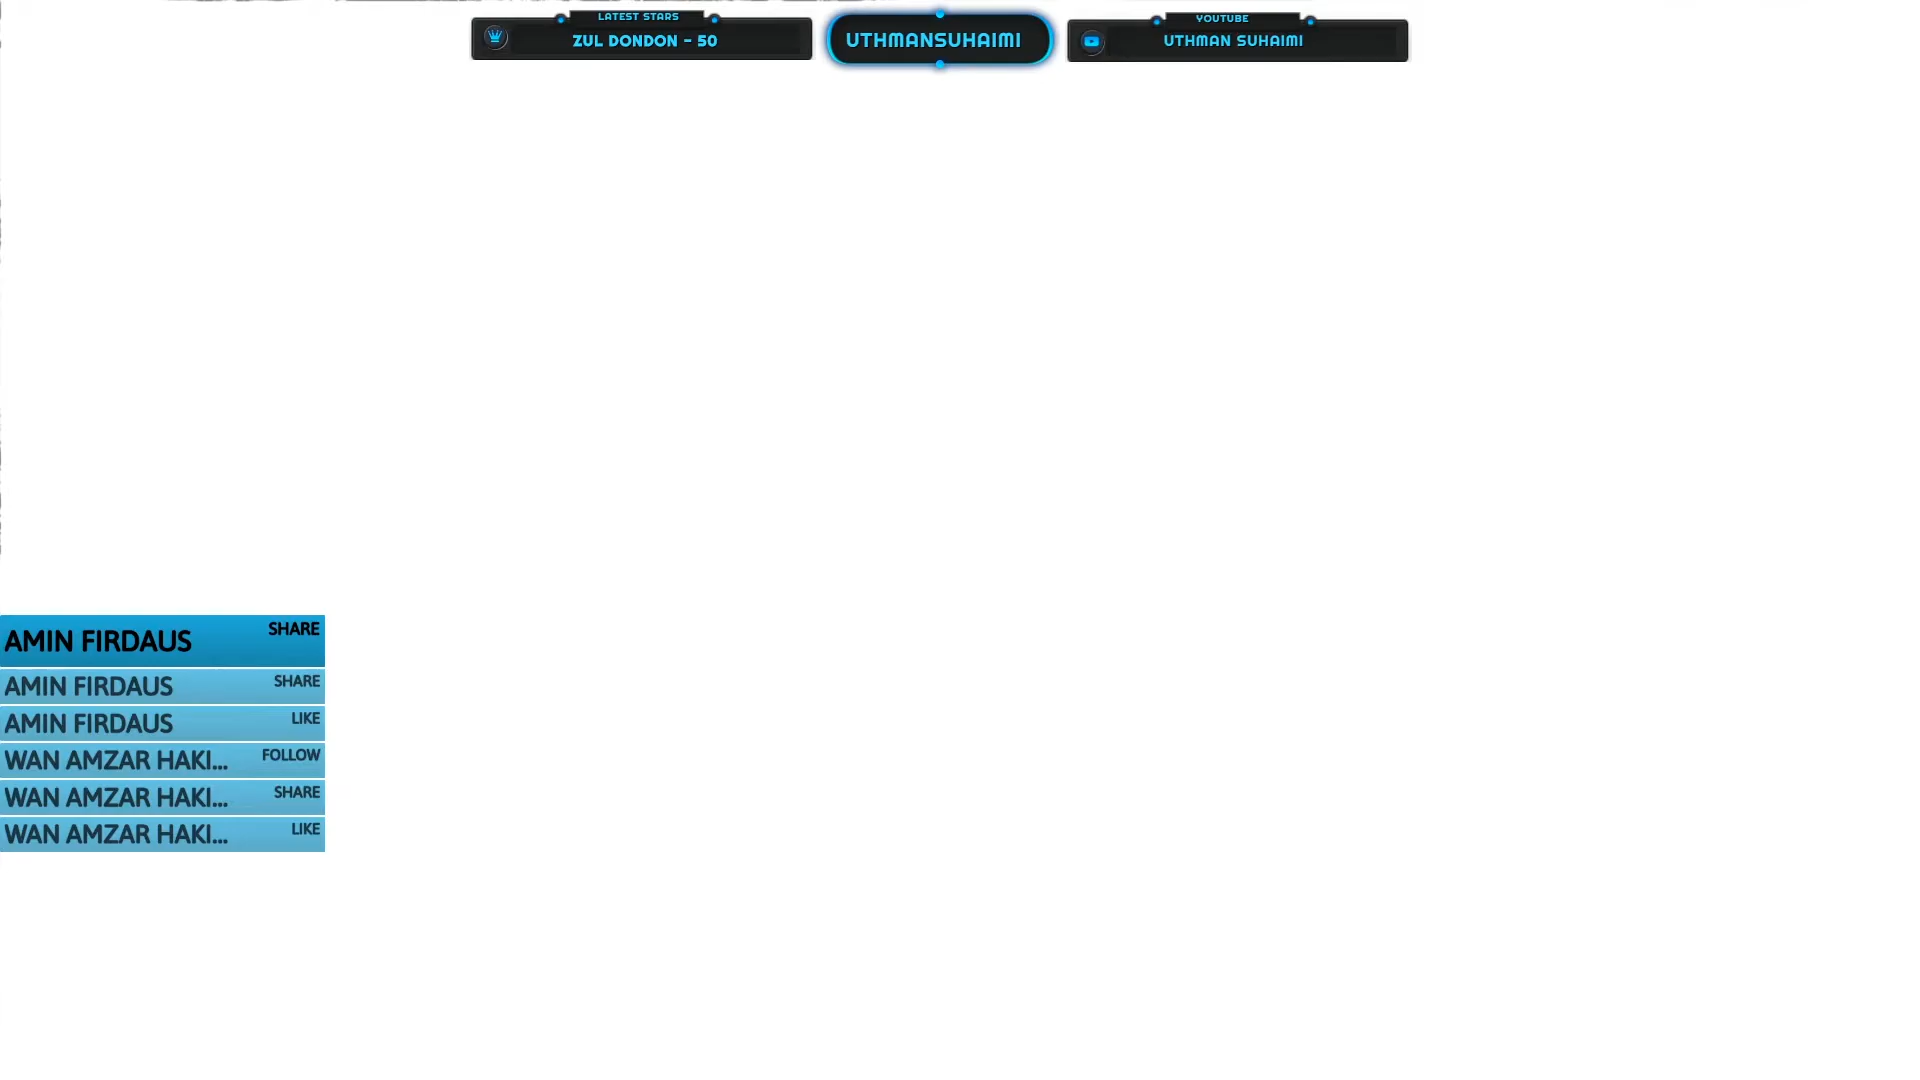 LATEST STARS
ZUL DONDON - 50
UTHMANSUHAIMI
YOUTUBE
UTHMAN SUHAIMI
AMIN FIRDAUS SHARE
AMIN FIRDAUS SHARE
AMIN FIRDAUS LIKE
WAN AMZAR HAKI... FOLLOW
WAN AMZAR HAKI... SHARE
WAN AMZAR HAKI... LIKE